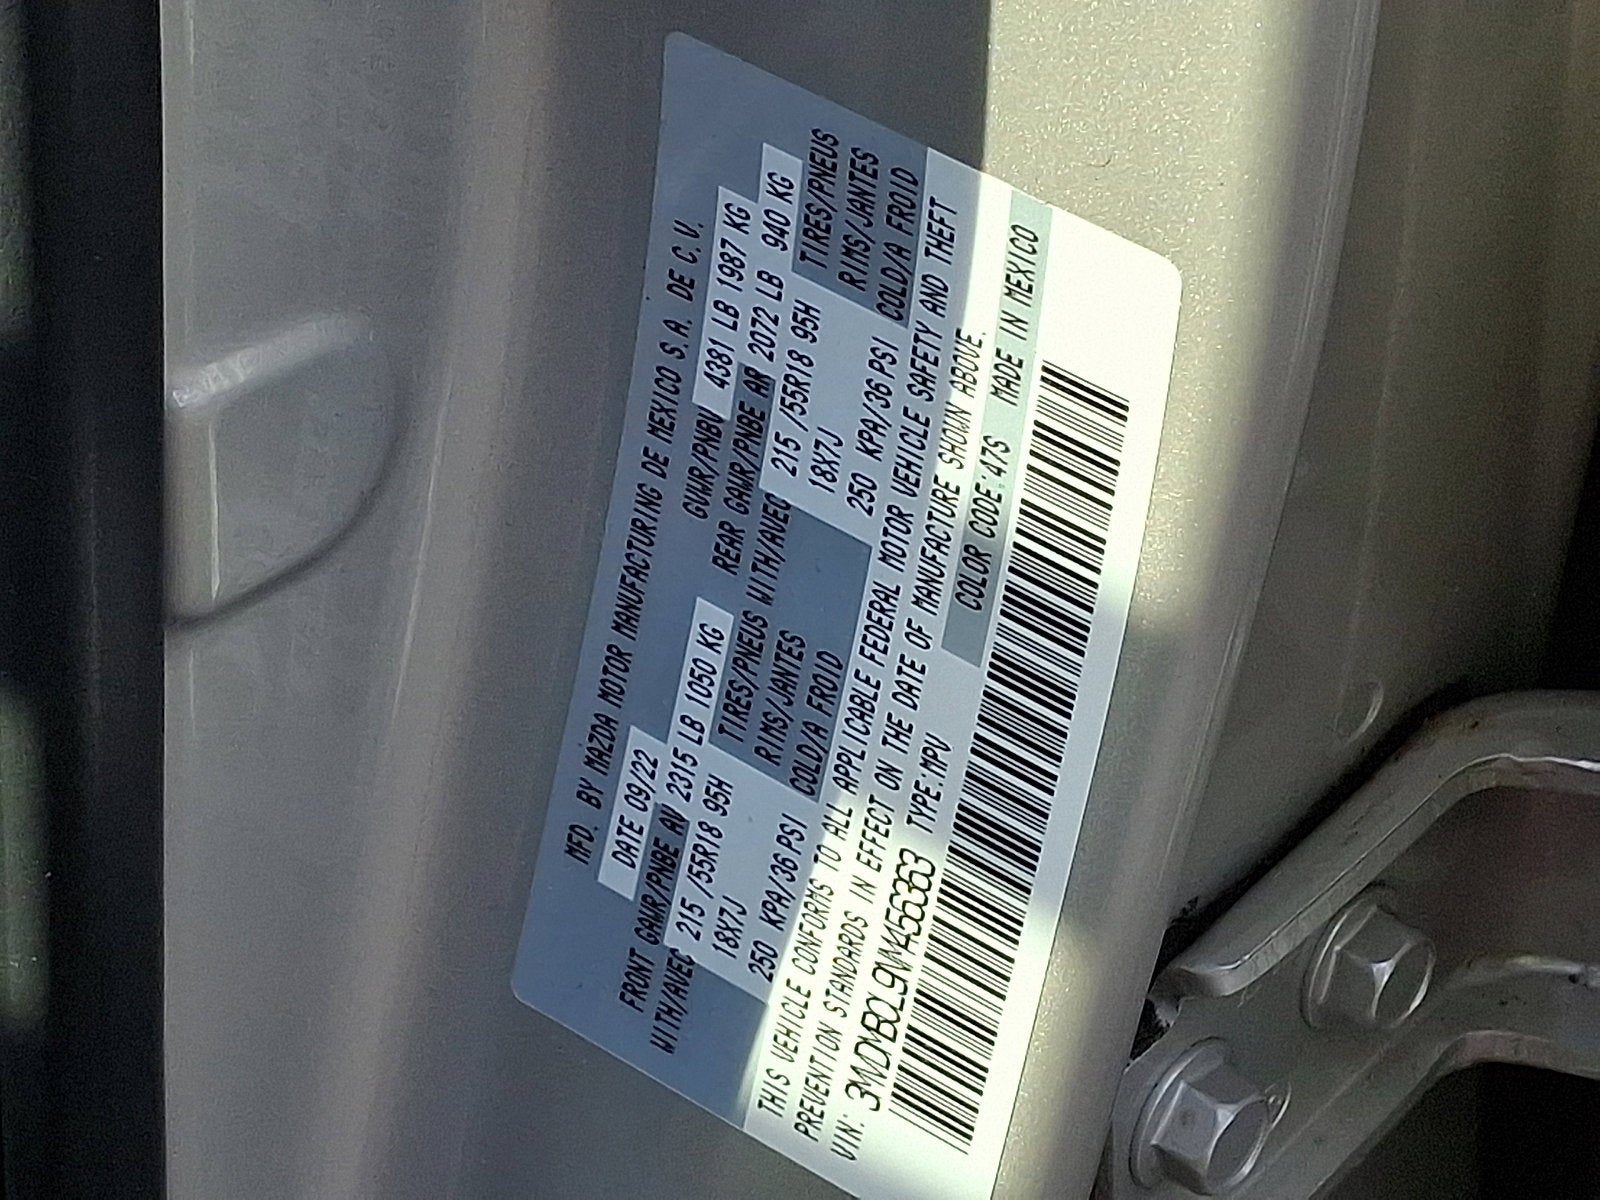 MFD. BY MAZDA MOTOR MANUFACTURING DE MEXICO S.A. DE C.V.
DATE 09/22 GVWR/PNBV 4381 LB 1987 KG
FRONT GAWR/PNBE AV 2315 LB 1050 KG REAR GAWR/PNBE AR 2072 LB 940 KG
WITH/AVEC 215 /55R18 95H TIRES/PNEUS WITH/AVEC 215 /55R18 95H TIRES/PNEUS
18X7J RIMS/JANTES 18X7J RIMS/JANTES
250 KPA/36 PSI COLD/A FROID 250 KPA/36 PSI COLD/A FROID
THIS VEHICLE CONFORMS TO ALL APPLICABLE FEDERAL MOTOR VEHICLE SAFETY AND THEFT
PREVENTION STANDARDS IN EFFECT ON THE DATE OF MANUFACTURE SHOWN ABOVE.
VIN: 3MVDMBCL9NM456363 TYPE:MPV COLOR CODE:47S MADE IN MEXICO